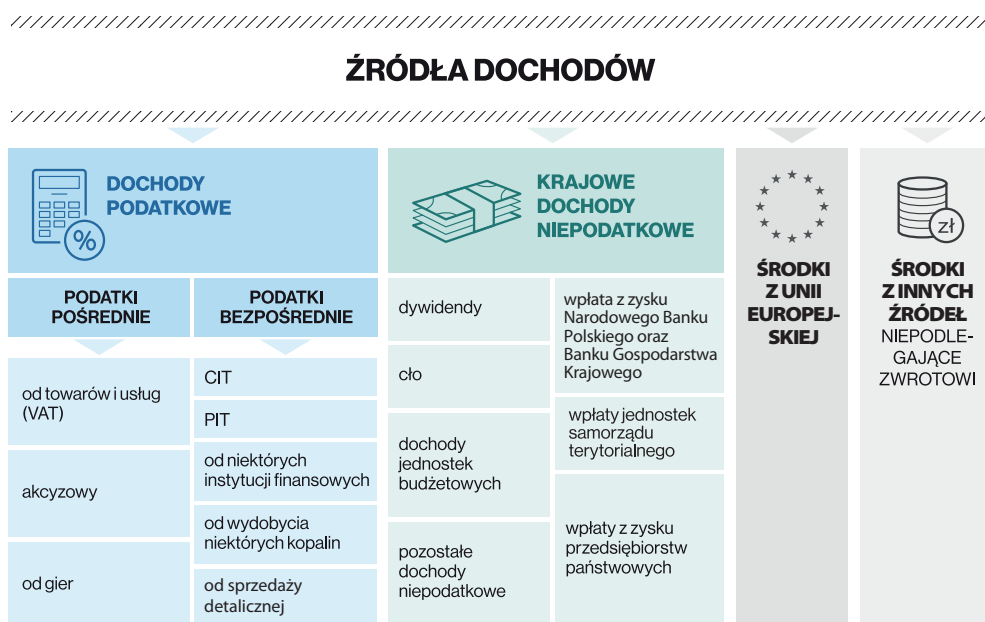 ŹRÓDŁA DOCHODÓW
DOCHODY
PODATKOWE
%
PODATKI
POŚREDNIE
od towarów i usług
(VAT)
akcyzowy
od gier
PODATKI
BEZPOŚREDNIE
CIT
PIT
od niektórych
instytucji finansowych
od wydobycia
niektórych kopalin
od sprzedaży
detalicznej
KRAJOWE
DOCHODY
NIEPODATKOWE
dywidendy
cło
dochody
jednostek
budżetowych
pozostałe
dochody
niepodatkowe
wpłata z zysku
Narodowego Banku
Polskiego oraz
Banku Gospodarstwa
Krajowego
wpłaty jednostek
samorządu
terytorialnego
wpłaty z zysku
przedsiębiorstw
państwowych
ŚRODKI
Z UNII
EUROPEJ-
SKIEJ
zł
ŚRODKI
Z INNYCH
ŹRÓDEŁ
NIEPODLE-
GAJĄCE
ZWROTOWI